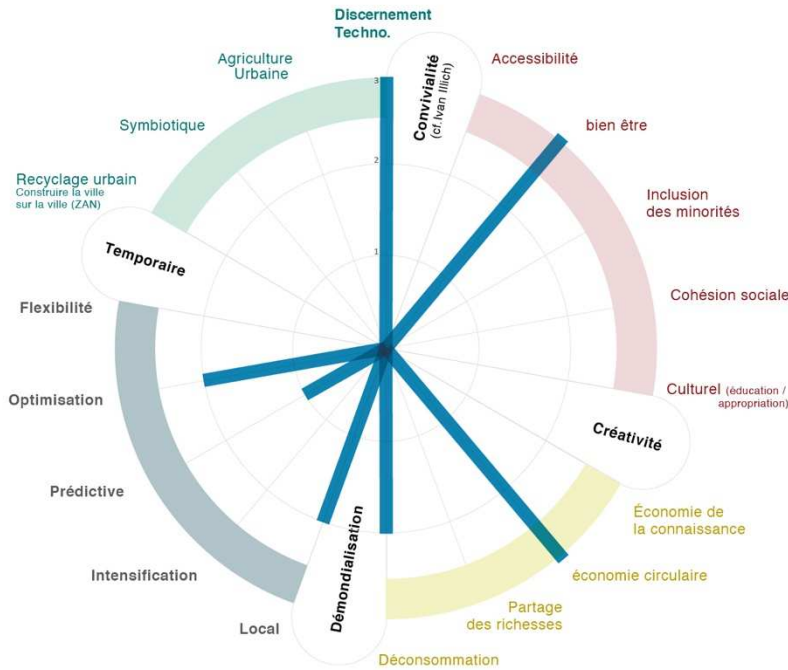 Discernement
Techno.
Convivialité
(cf.Ivan Illich)
Accessibilité
bien être
Inclusion
des minorités
Cohésion sociale
Culturel (éducation /
appropriation)
Créativité
Économie de
la connaissance
économie circulaire
Partage
des richesses
Déconsommation
Démondialisation
Local
Intensification
Prédictive
Optimisation
Flexibilité
Temporaire
Recyclage urbain
Construire la ville
sur la ville (ZAN)
Symbiotique
Agriculture
Urbaine
3
2
1